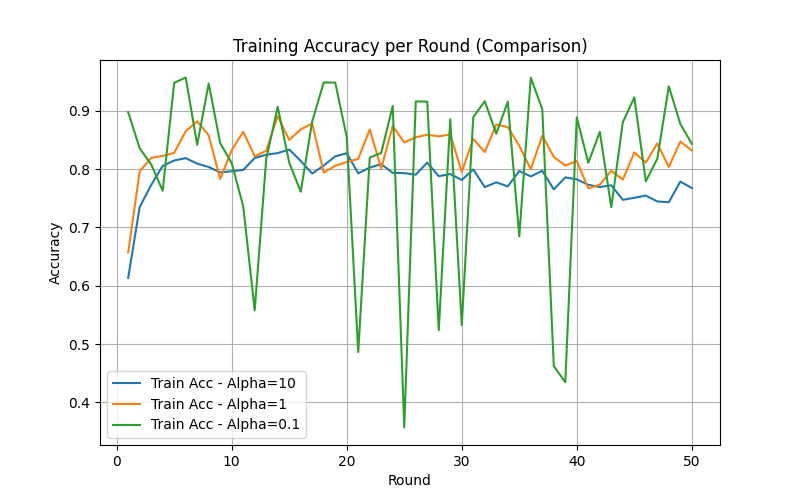 Training Accuracy per Round (Comparison)
0.9
0.8
0.7
0.6
0.5
0.4
Accuracy
Train Acc - Alpha=10
Train Acc - Alpha=1
Train Acc - Alpha=0.1
0 10 20 30 40 50
Round